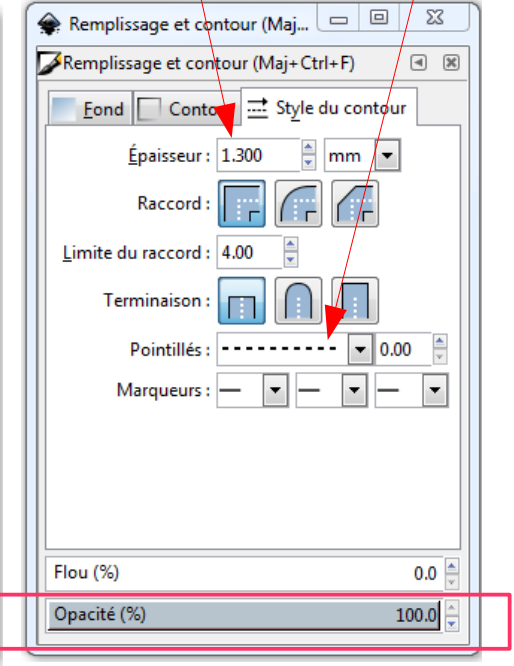 Remplissage et contour (Maj...
Remplissage et contour (Maj+Ctrl+F)
Fond Conto Style du contour
Épaisseur : 1.300 mm
Raccord :
Limite du raccord : 4.00
Terminaison :
Pointillés : 0.00
Marqueurs :
Flou (%) 0.0
Opacité (%) 100.0